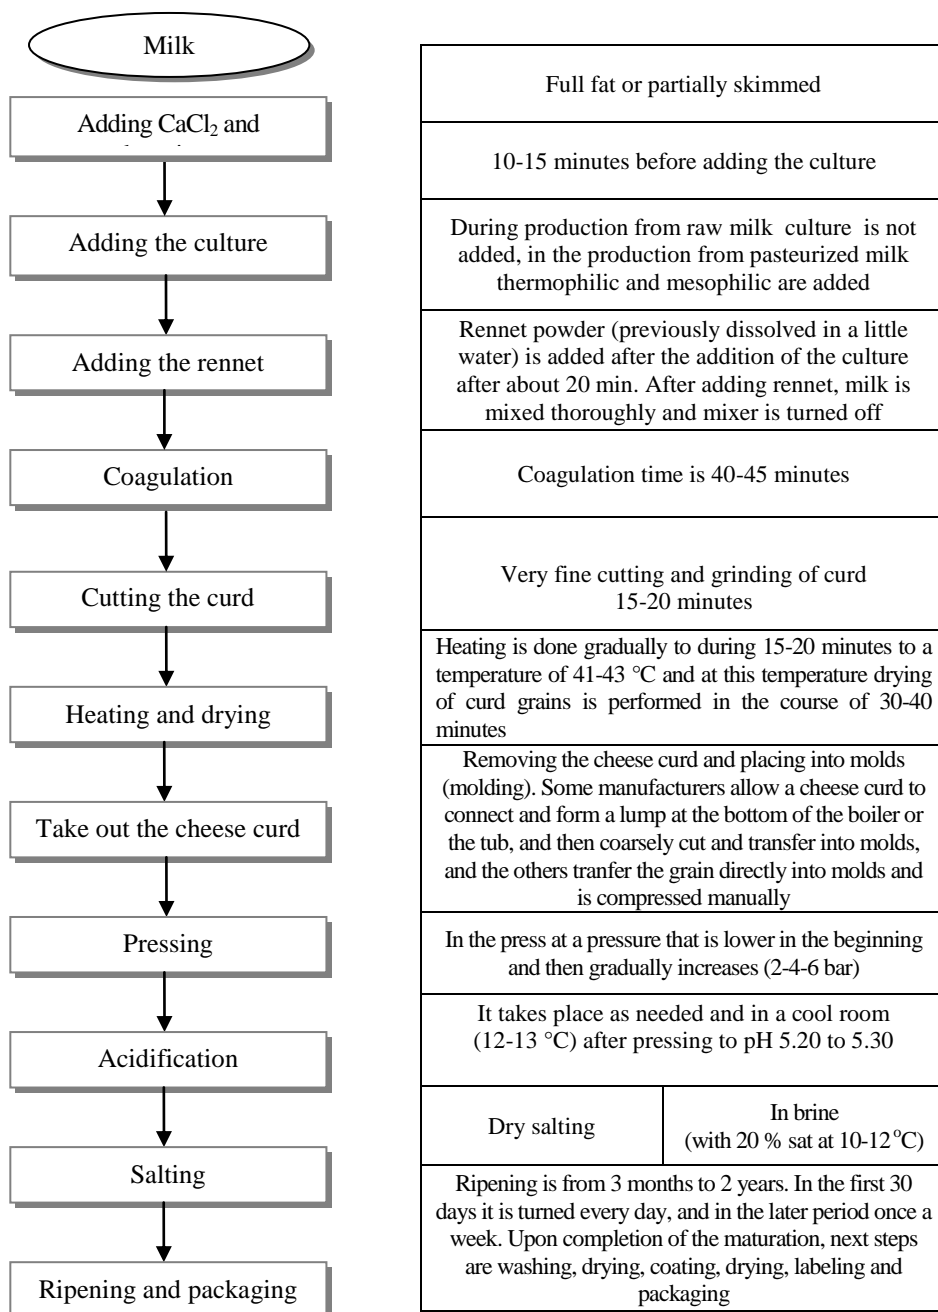 Milk
Full fat or partially skimmed
Adding CaCl₂ and
10-15 minutes before adding the culture
Adding the culture
During production from raw milk culture is not
added, in the production from pasteurized milk
thermophilic and mesophilic are added
Adding the rennet
Rennet powder (previously dissolved in a little
water) is added after the addition of the culture
after about 20 min. After adding rennet, milk is
mixed thoroughly and mixer is turned off
Coagulation
Coagulation time is 40-45 minutes
Cutting the curd
Very fine cutting and grinding of curd
15-20 minutes
Heating and drying
Heating is done gradually to during 15-20 minutes to a
temperature of 41-43 °C and at this temperature drying
of curd grains is performed in the course of 30-40
minutes
Take out the cheese curd
Removing the cheese curd and placing into molds
(molding). Some manufacturers allow a cheese curd to
connect and form a lump at the bottom of the boiler or
the tub, and then coarsely cut and transfer into molds,
and the others tranfer the grain directly into molds and
is compressed manually
Pressing
In the press at a pressure that is lower in the beginning
and then gradually increases (2-4-6 bar)
Acidification
It takes place as needed and in a cool room
(12-13 °C) after pressing to pH 5.20 to 5.30
Salting
Dry salting
In brine
(with 20 % sat at 10-12 °C)
Ripening and packaging
Ripening is from 3 months to 2 years. In the first 30
days it is turned every day, and in the later period once a
week. Upon completion of the maturation, next steps
are washing, drying, coating, drying, labeling and
packaging